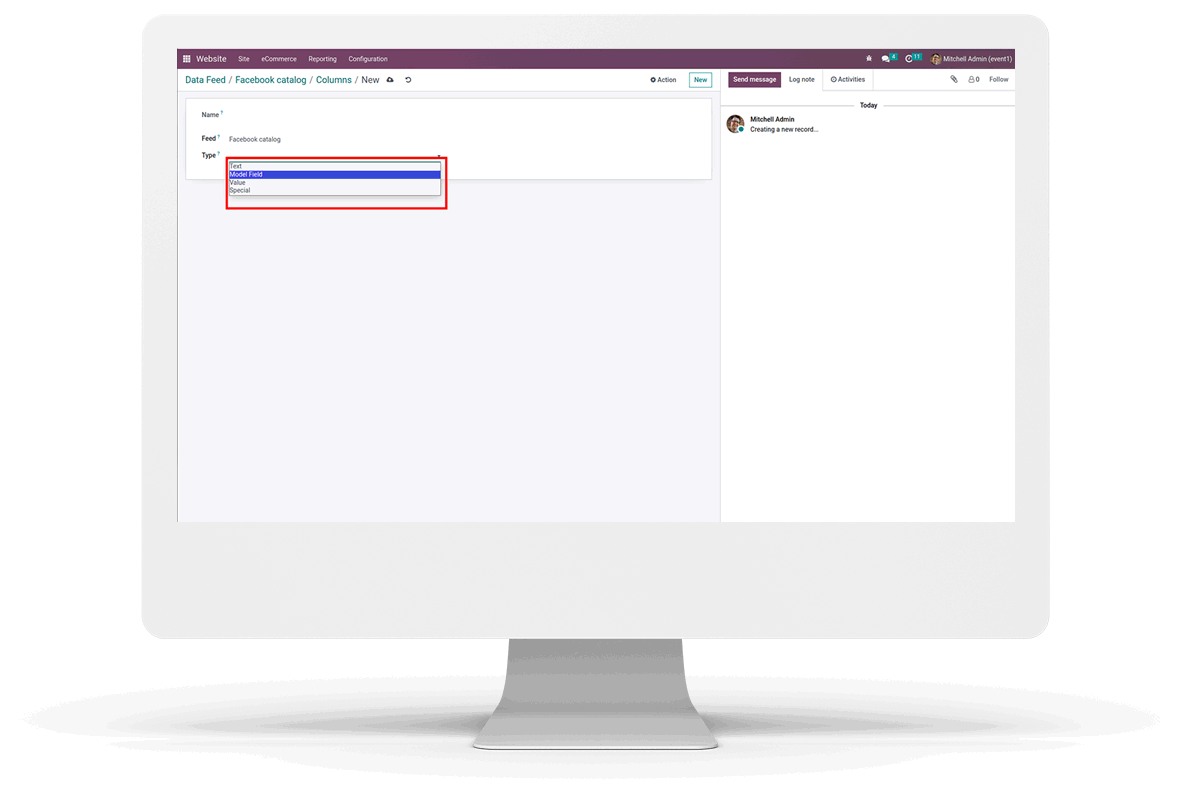 Website Site eCommerce Reporting Configuration 4 11 Mitchell Admin (event1)
Data Feed / Facebook catalog / Columns / New Action New Send message Log note Activities 0 Follow
Today
Name ?
Mitchell Admin
Creating a new record...
Feed ? Facebook catalog
Type ?
Text
Model Field
Value
Special